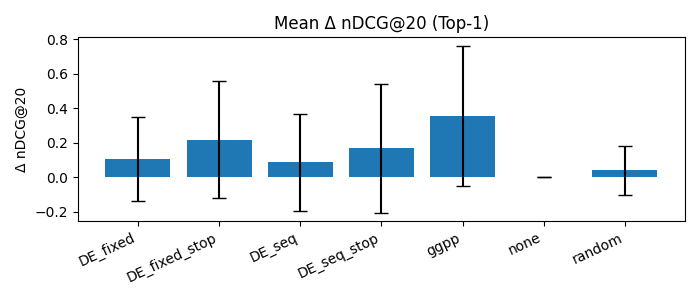 Mean Δ nDCG@20 (Top-1)
Δ nDCG@20
0.8
0.6
0.4
0.2
0.0
−0.2
DE_fixed
DE_fixed_stop
DE_seq
DE_seq_stop
ggpp
none
random